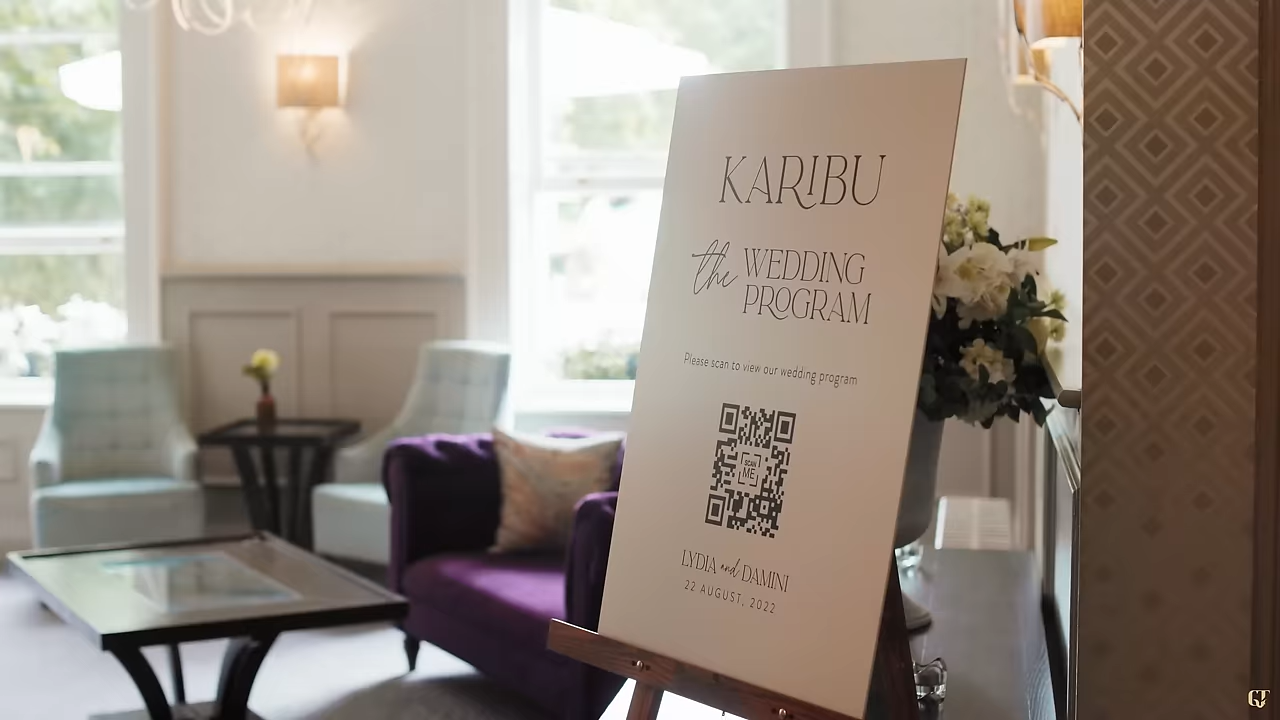 KARIBU
the WEDDING
PROGRAM
Please scan to view our wedding program
SCAN
ME
LYDIA and DAMINI
22 AUGUST, 2022